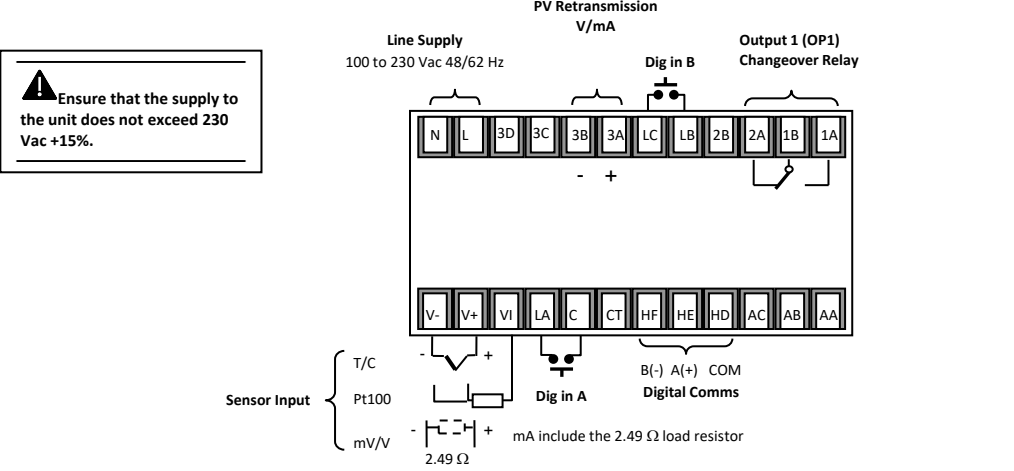 PV Retransmission
V/mA
Line Supply
100 to 230 Vac 48/62 Hz
Dig in B
Output 1 (OP1)
Changeover Relay
Ensure that the supply to
the unit does not exceed 230
Vac +15%.
N L 3D 3C 3B 3A LC LB 2B 2A 1B 1A
- +
V- V+ VI LA C CT HF HE HD AC AB AA
- +
T/C
B(-) A(+) COM
Digital Comms
Dig in A
Sensor Input
Pt100
- +
mV/V
mA include the 2.49 Ω load resistor
2.49 Ω